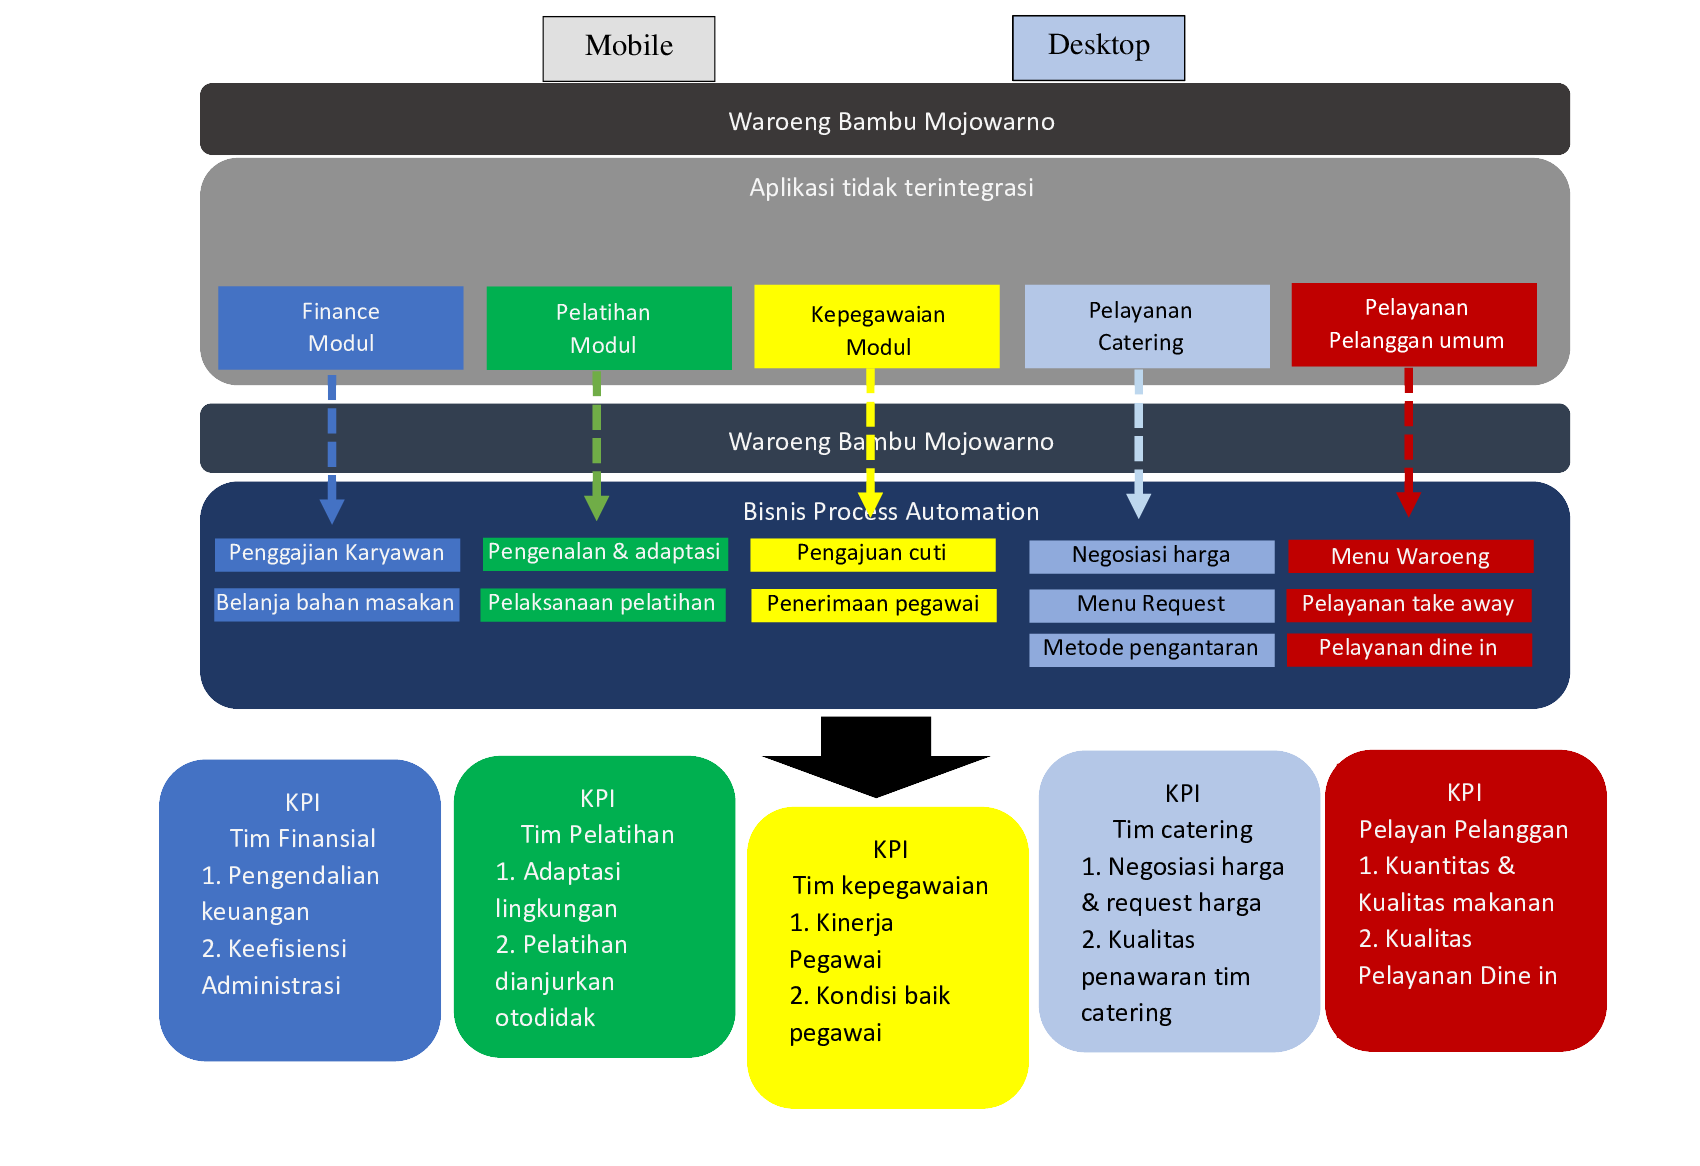 Mobile
Desktop
Waroeng Bambu Mojowarno
Aplikasi tidak terintegrasi
Finance
Modul
Pelatihan
Modul
Kepegawaian
Modul
Pelayanan
Catering
Pelayanan
Pelanggan umum
Waroeng Bambu Mojowarno
Bisnis Process Automation
Penggajian Karyawan
Belanja bahan masakan
Pengenalan & adaptasi
Pelaksanaan pelatihan
Pengajuan cuti
Penerimaan pegawai
Negosiasi harga
Menu Request
Metode pengantaran
Menu Waroeng
Pelayanan take away
Pelayanan dine in
KPI
Tim Finansial
1. Pengendalian
keuangan
2. Keefisiensi
Administrasi
KPI
Tim Pelatihan
1. Adaptasi
lingkungan
2. Pelatihan
dianjurkan
otodidak
KPI
Tim kepegawaian
1. Kinerja
Pegawai
2. Kondisi baik
pegawai
KPI
Tim catering
1. Negosiasi harga
& request harga
2. Kualitas
penawaran tim
catering
KPI
Pelayan Pelanggan
1. Kuantitas &
Kualitas makanan
2. Kualitas
Pelayanan Dine in